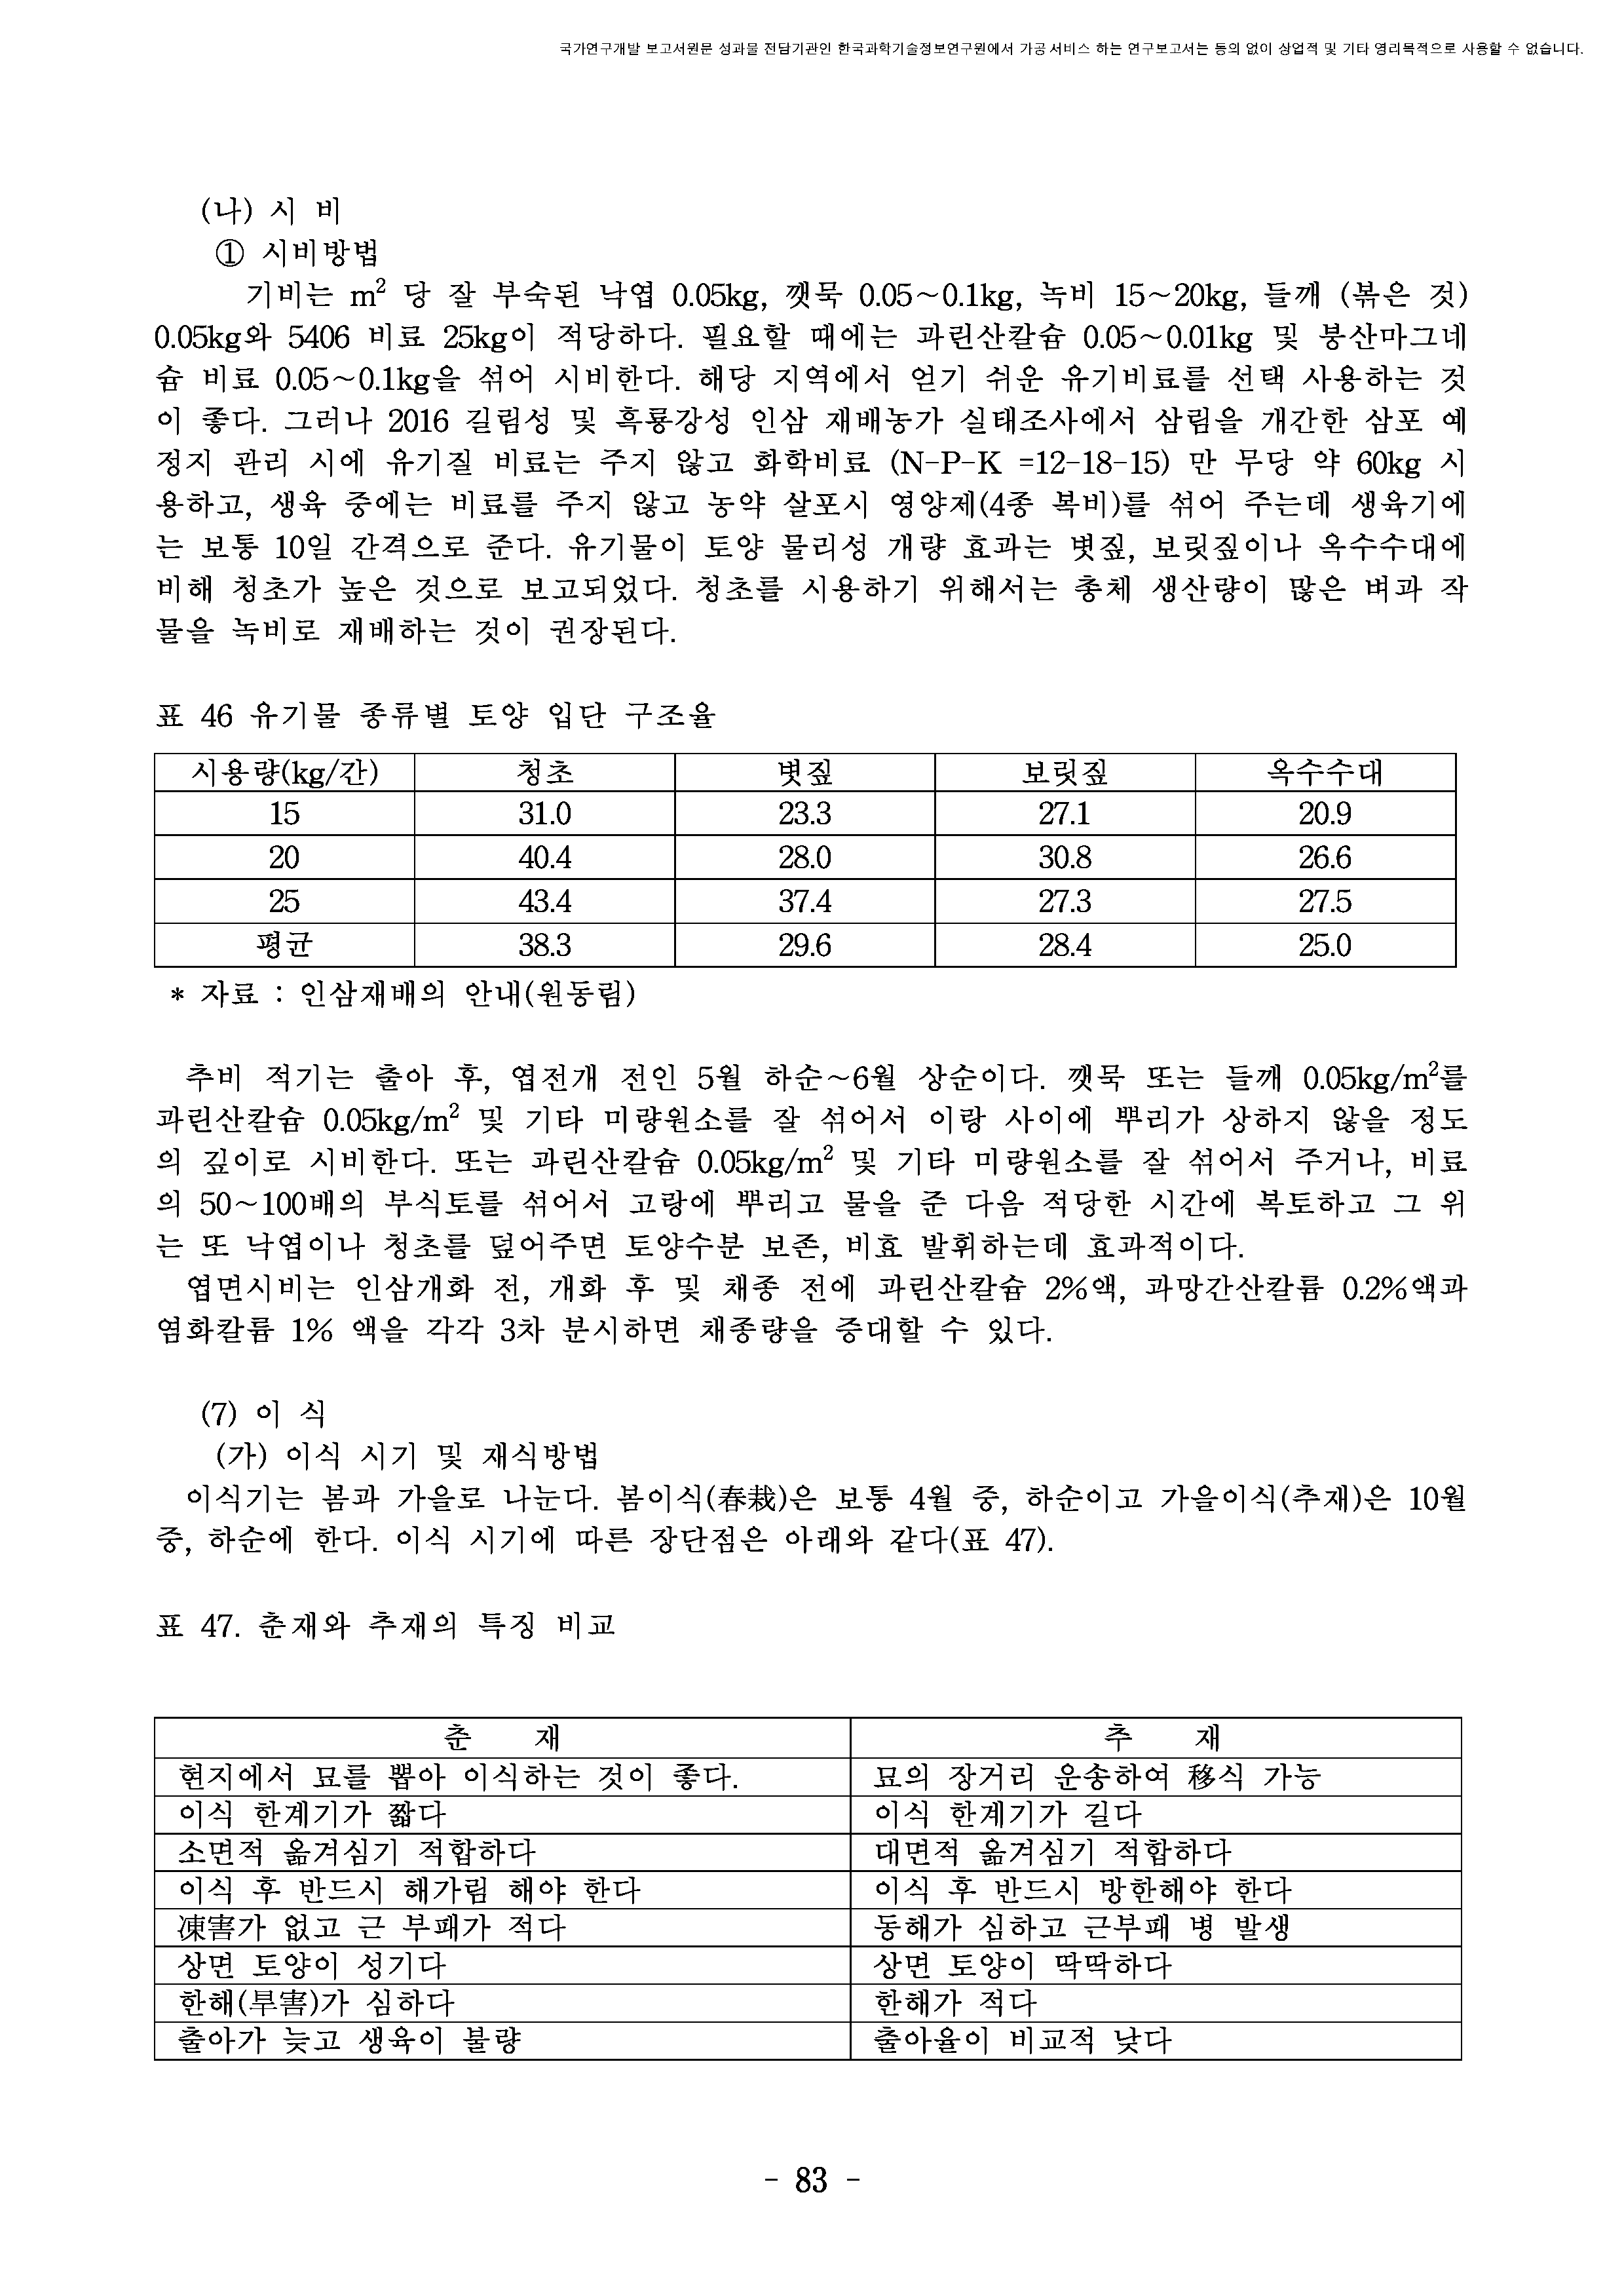 국가연구개발 보고서원문 성과물 전담기관인 한국과학기술정보연구원에서 가공·서비스 하는 연구보고서는 동의 없이 상업적 및 기타 영리목적으로 사용할 수 없습니다.
(나) 시 비
① 시비방법
기비는 m² 당 잘 부숙된 낙엽 0.05kg, 깻묵 0.05~0.1kg, 녹비 15~20kg, 들깨 (볶은 것)
0.05kg와 5406 비료 25kg이 적당하다. 필요할 때에는 과린산칼슘 0.05~0.01kg 및 붕산마그네
슘 비료 0.05~0.1kg을 섞어 시비한다. 해당 지역에서 얻기 쉬운 유기비료를 선택 사용하는 것
이 좋다. 그러나 2016 길림성 및 흑룡강성 인삼 재배농가 실태조사에서 삼림을 개간한 삼포 예
정지 관리 시에 유기질 비료는 주지 않고 화학비료 (N-P-K =12-18-15) 만 무당 약 60kg 시
용하고, 생육 중에는 비료를 주지 않고 농약 살포시 영양제(4종 복비)를 섞어 주는데 생육기에
는 보통 10일 간격으로 준다. 유기물이 토양 물리성 개량 효과는 볏짚, 보릿짚이나 옥수수대에
비해 청초가 높은 것으로 보고되었다. 청초를 시용하기 위해서는 총체 생산량이 많은 벼과 작
물을 녹비로 재배하는 것이 권장된다.
표 46 유기물 종류별 토양 입단 구조율
시용량(kg/간) 청초 볏짚 보릿짚 옥수수대
15 31.0 23.3 27.1 20.9
20 40.4 28.0 30.8 26.6
25 43.4 37.4 27.3 27.5
평균 38.3 29.6 28.4 25.0
* 자료 : 인삼재배의 안내(원동림)
추비 적기는 출아 후, 엽전개 전인 5월 하순~6월 상순이다. 깻묵 또는 들깨 0.05kg/m²를
과린산칼슘 0.05kg/m² 및 기타 미량원소를 잘 섞어서 이랑 사이에 뿌리가 상하지 않을 정도
의 깊이로 시비한다. 또는 과린산칼슘 0.05kg/m² 및 기타 미량원소를 잘 섞어서 주거나, 비료
의 50~100배의 부식토를 섞어서 고랑에 뿌리고 물을 준 다음 적당한 시간에 복토하고 그 위
는 또 낙엽이나 청초를 덮어주면 토양수분 보존, 비효 발휘하는데 효과적이다.
엽면시비는 인삼개화 전, 개화 후 및 채종 전에 과린산칼슘 2%액, 과망간산칼륨 0.2%액과
염화칼륨 1% 액을 각각 3차 분시하면 채종량을 증대할 수 있다.
(7) 이 식
(가) 이식 시기 및 재식방법
이식기는 봄과 가을로 나눈다. 봄이식(春栽)은 보통 4월 중, 하순이고 가을이식(추재)은 10월
중, 하순에 한다. 이식 시기에 따른 장단점은 아래와 같다(표 47).
표 47. 춘재와 추재의 특징 비교
춘 재 추 재
현지에서 묘를 뽑아 이식하는 것이 좋다. 묘의 장거리 운송하여 移식 가능
이식 한계기가 짧다 이식 한계기가 길다
소면적 옮겨심기 적합하다 대면적 옮겨심기 적합하다
이식 후 반드시 해가림 해야 한다 이식 후 반드시 방한해야 한다
凍害가 없고 근 부패가 적다 동해가 심하고 근부패 병 발생
상면 토양이 성기다 상면 토양이 딱딱하다
한해(旱害)가 심하다 한해가 적다
출아가 늦고 생육이 불량 출아율이 비교적 낮다
- 83 -